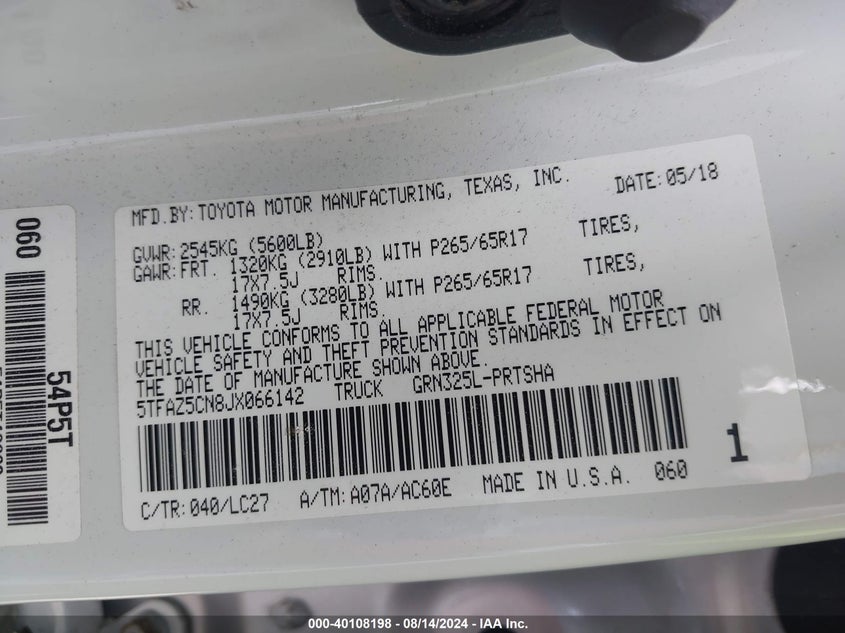 MFD.BY:TOYOTA MOTOR MANUFACTURING, TEXAS, INC. DATE:05/18
GVWR:2545KG (5600LB)
GAWR:FRT. 1320KG (2910LB) WITH P265/65R17 TIRES,
17X7.5J RIMS.
RR. 1490KG (3280LB) WITH P265/65R17 TIRES,
17X7.5J RIMS.
THIS VEHICLE CONFORMS TO ALL APPLICABLE FEDERAL MOTOR
VEHICLE SAFETY AND THEFT PREVENTION STANDARDS IN EFFECT ON
THE DATE OF MANUFACTURE SHOWN ABOVE.
5TFAZ5CN8JX066142 TRUCK GRN325L-PRTSHA
C/TR:040/LC27 A/TM:A07A/AC60E MADE IN U.S.A. 060
1
060
54P5T
000-40108198 - 08/14/2024 - IAA Inc.